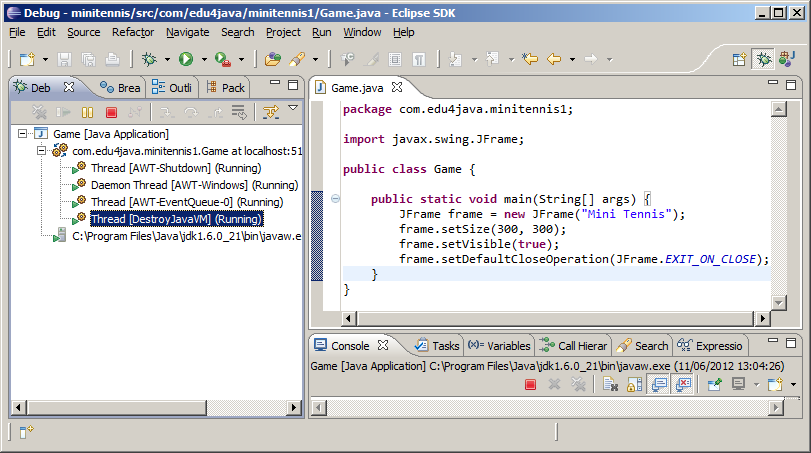 Debug - minitennis/src/com/edu4java/minitennis1/Game.java - Eclipse SDK
File Edit Source Refactor Navigate Search Project Run Window Help
Deb Brea Outli Pack
Game [Java Application]
com.edu4java.minitennis1.Game at localhost:51
Thread [AWT-Shutdown] (Running)
Daemon Thread [AWT-Windows] (Running)
Thread [AWT-EventQueue-0] (Running)
Thread [DestroyJavaVM] (Running)
C:\Program Files\Java\jdk1.6.0_21\bin\javaw.e
Game.java
package com.edu4java.minitennis1;
import javax.swing.JFrame;
public class Game {
public static void main(String[] args) {
JFrame frame = new JFrame("Mini Tennis");
frame.setSize(300, 300);
frame.setVisible(true);
frame.setDefaultCloseOperation(JFrame.EXIT_ON_CLOSE);
}
}
Console Tasks Variables Call Hierar Search Expressio
Game [Java Application] C:\Program Files\Java\jdk1.6.0_21\bin\javaw.exe (11/06/2012 13:04:26)